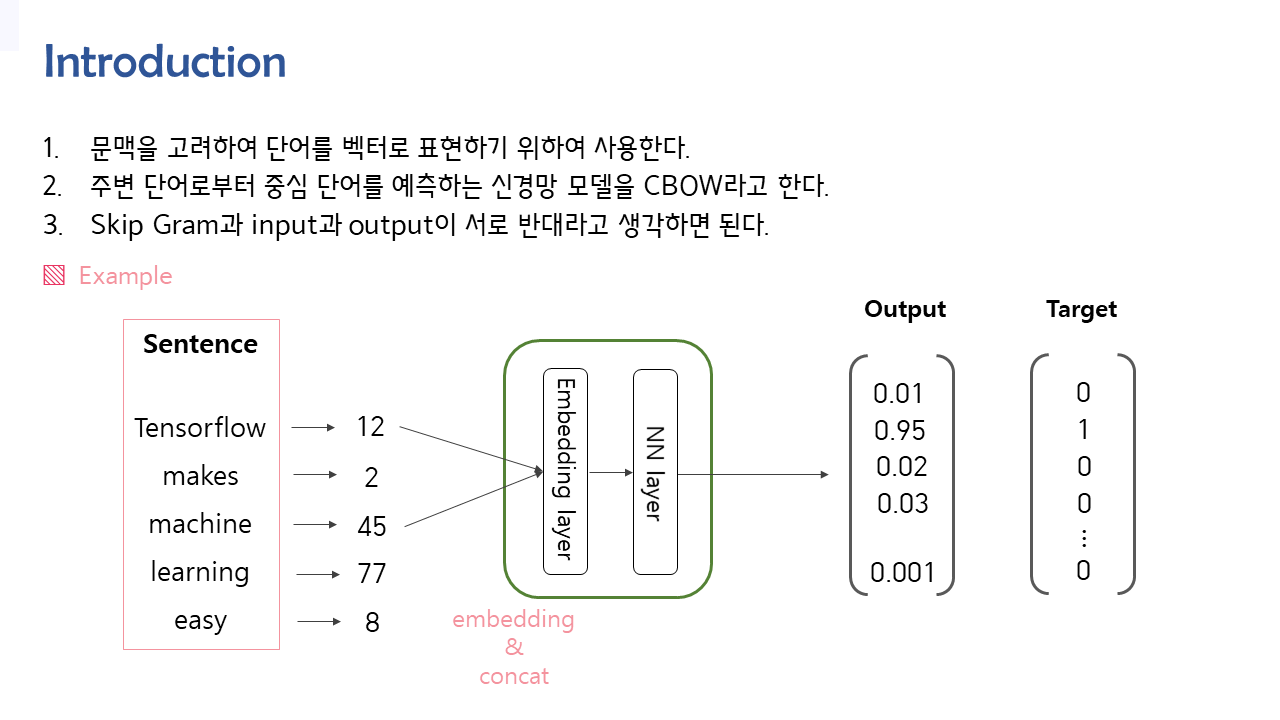 Introduction
1. 문맥을 고려하여 단어를 벡터로 표현하기 위하여 사용한다.
2. 주변 단어로부터 중심 단어를 예측하는 신경망 모델을 CBOW라고 한다.
3. Skip Gram과 input과 output이 서로 반대라고 생각하면 된다.
Example
Sentence
Tensorflow 12
makes 2
machine 45
learning 77
easy 8
Embedding layer
NN layer
embedding
&
concat
Output
0.01
0.95
0.02
0.03
0.001
Target
0
1
0
0
⋮
0